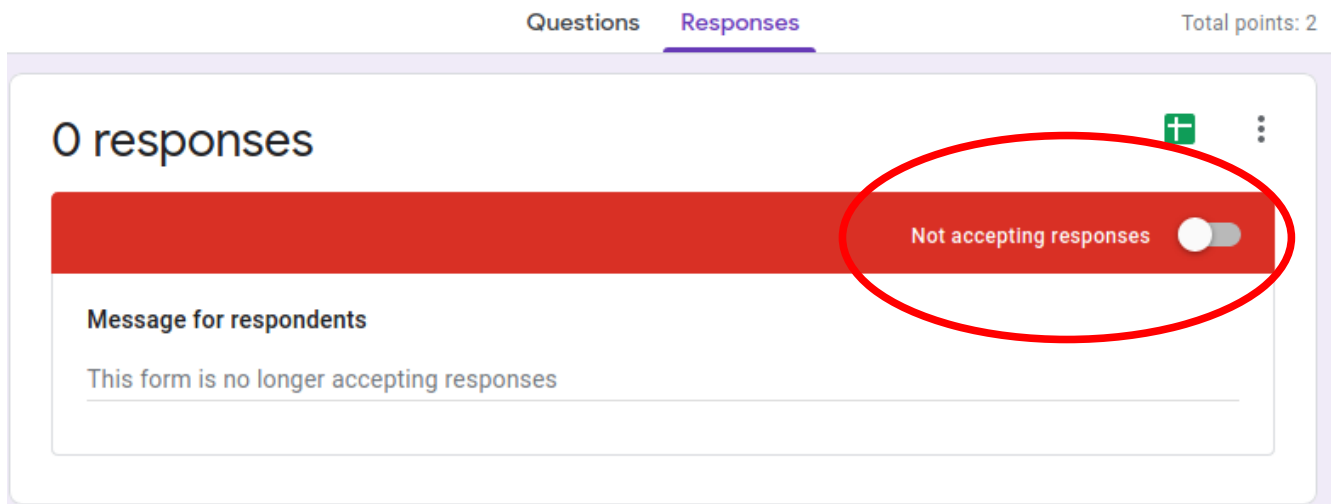 Questions Responses Total points: 2
0 responses
Not accepting responses
Message for respondents
This form is no longer accepting responses